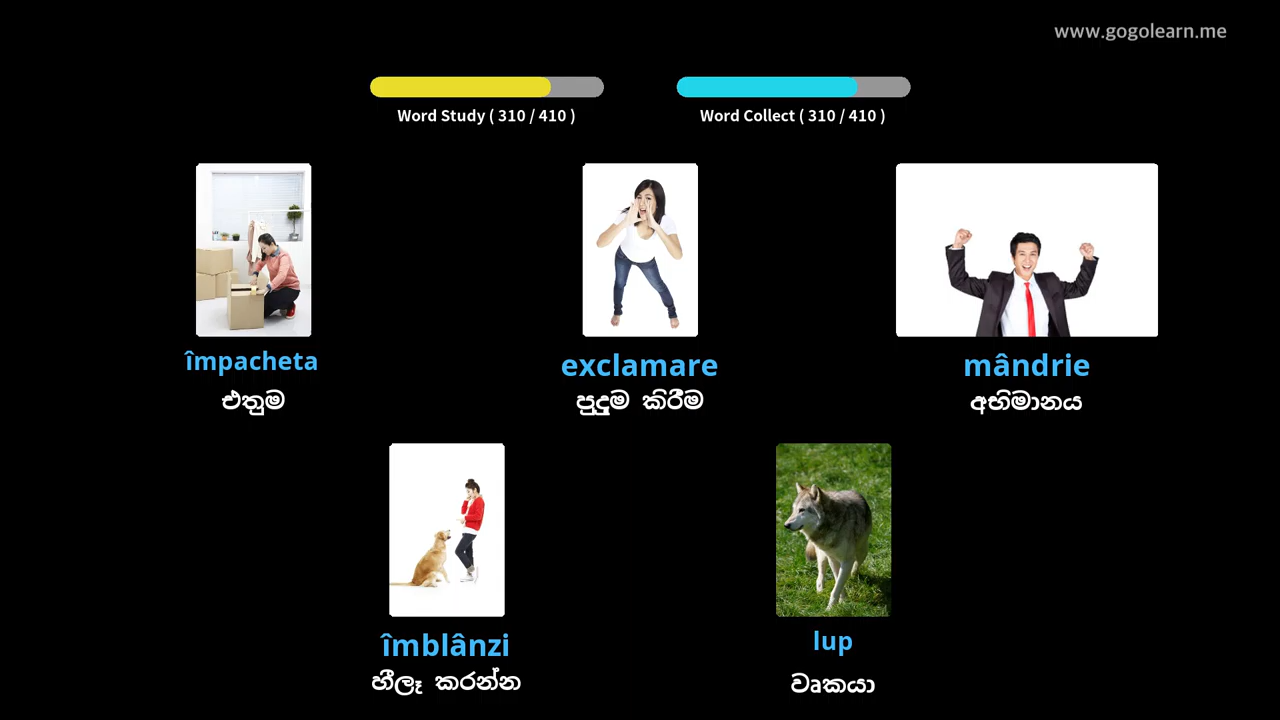 www.gogolearn.me
Word Study ( 310 / 410 )
Word Collect ( 310 / 410 )
împacheta
එතුම
exclamare
පුදුම කිරීම
mândrie
අභිමානය
îmblânzi
හීලෑ කරන්න
lup
වෘකයා